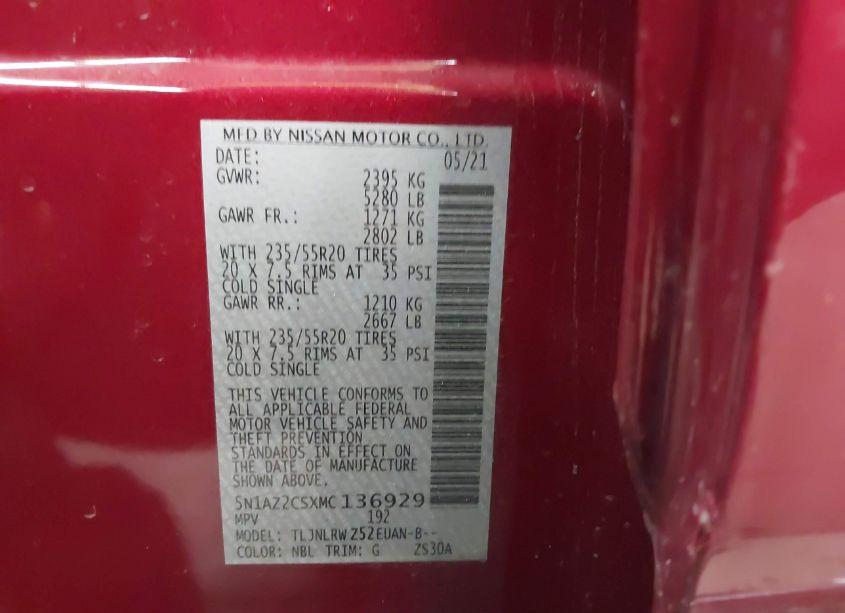 MFD BY NISSAN MOTOR CO., LTD.
DATE: 05/21
GVWR: 2395 KG
5280 LB
GAWR FR.: 1271 KG
2802 LB
WITH 235/55R20 TIRES
20 X 7.5 RIMS AT 35 PSI
COLD SINGLE
GAWR RR.: 1210 KG
2667 LB
WITH 235/55R20 TIRES
20 X 7.5 RIMS AT 35 PSI
COLD SINGLE
THIS VEHICLE CONFORMS TO
ALL APPLICABLE FEDERAL
MOTOR VEHICLE SAFETY AND
THEFT PREVENTION
STANDARDS IN EFFECT ON
THE DATE OF MANUFACTURE
SHOWN ABOVE.
5N1AZ2CSXMC136929
MPV 192
MODEL: TLJNLRW Z52EUAN-B--
COLOR: NBL TRIM: G ZS30A